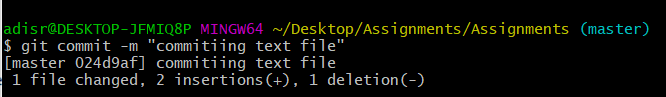 adisr@DESKTOP-JFMIQ8P MINGW64 ~/Desktop/Assignments/Assignments (master)
$ git commit -m "commitiing text file"
[master 024d9af] commitiing text file
 1 file changed, 2 insertions(+), 1 deletion(-)